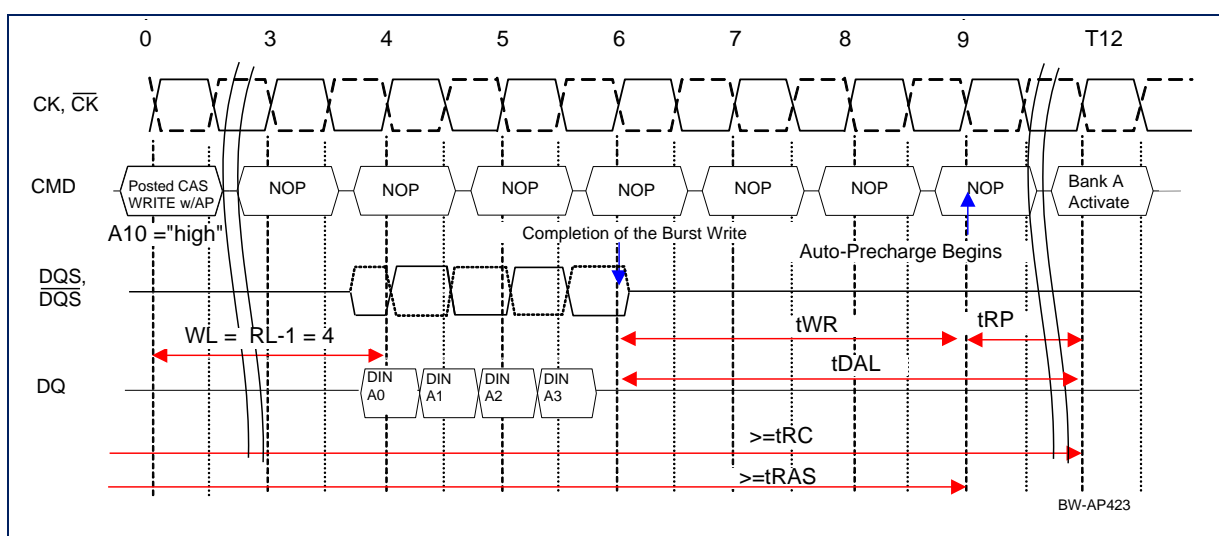 0 3 4 5 6 7 8 9 T12
CK, CK
CMD
Posted CAS
WRITE w/AP
NOP NOP NOP NOP NOP NOP NOP
Bank A
Activate
A10 ="high"
Completion of the Burst Write
Auto-Precharge Begins
DQS,
DQS
WL = RL-1 = 4
tWR
tRP
tDAL
DQ
DIN
A0
DIN
A1
DIN
A2
DIN
A3
>=tRC
>=tRAS
BW-AP423